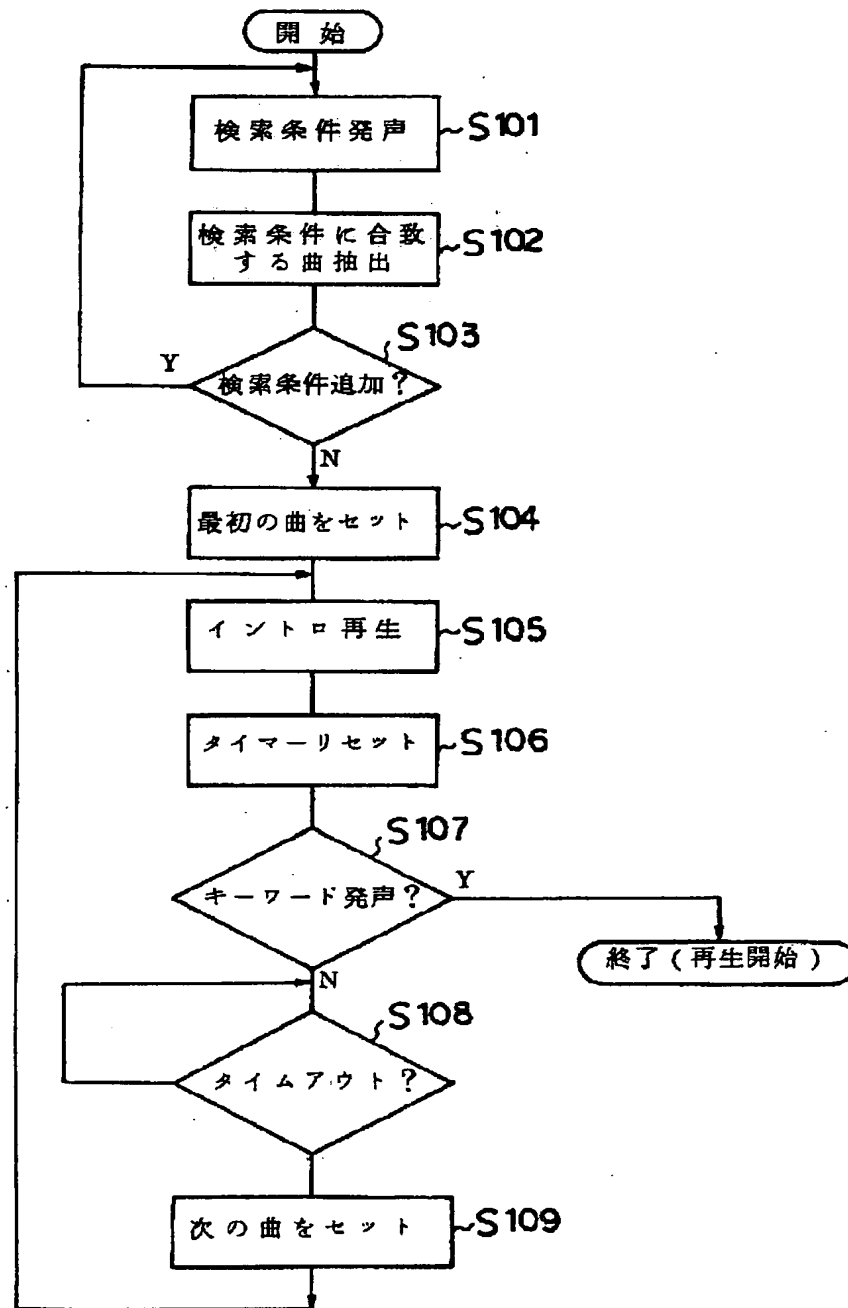 開始
検索条件発声
~S101
検索条件に合致
する曲抽出
~S102
S103
Y
検索条件追加?
N
最初の曲をセット
~S104
イントロ再生
~S105
タイマーリセット
~S106
S107
キーワード発声?
Y
終了(再生開始)
N
S108
タイムアウト?
次の曲をセット
~S109